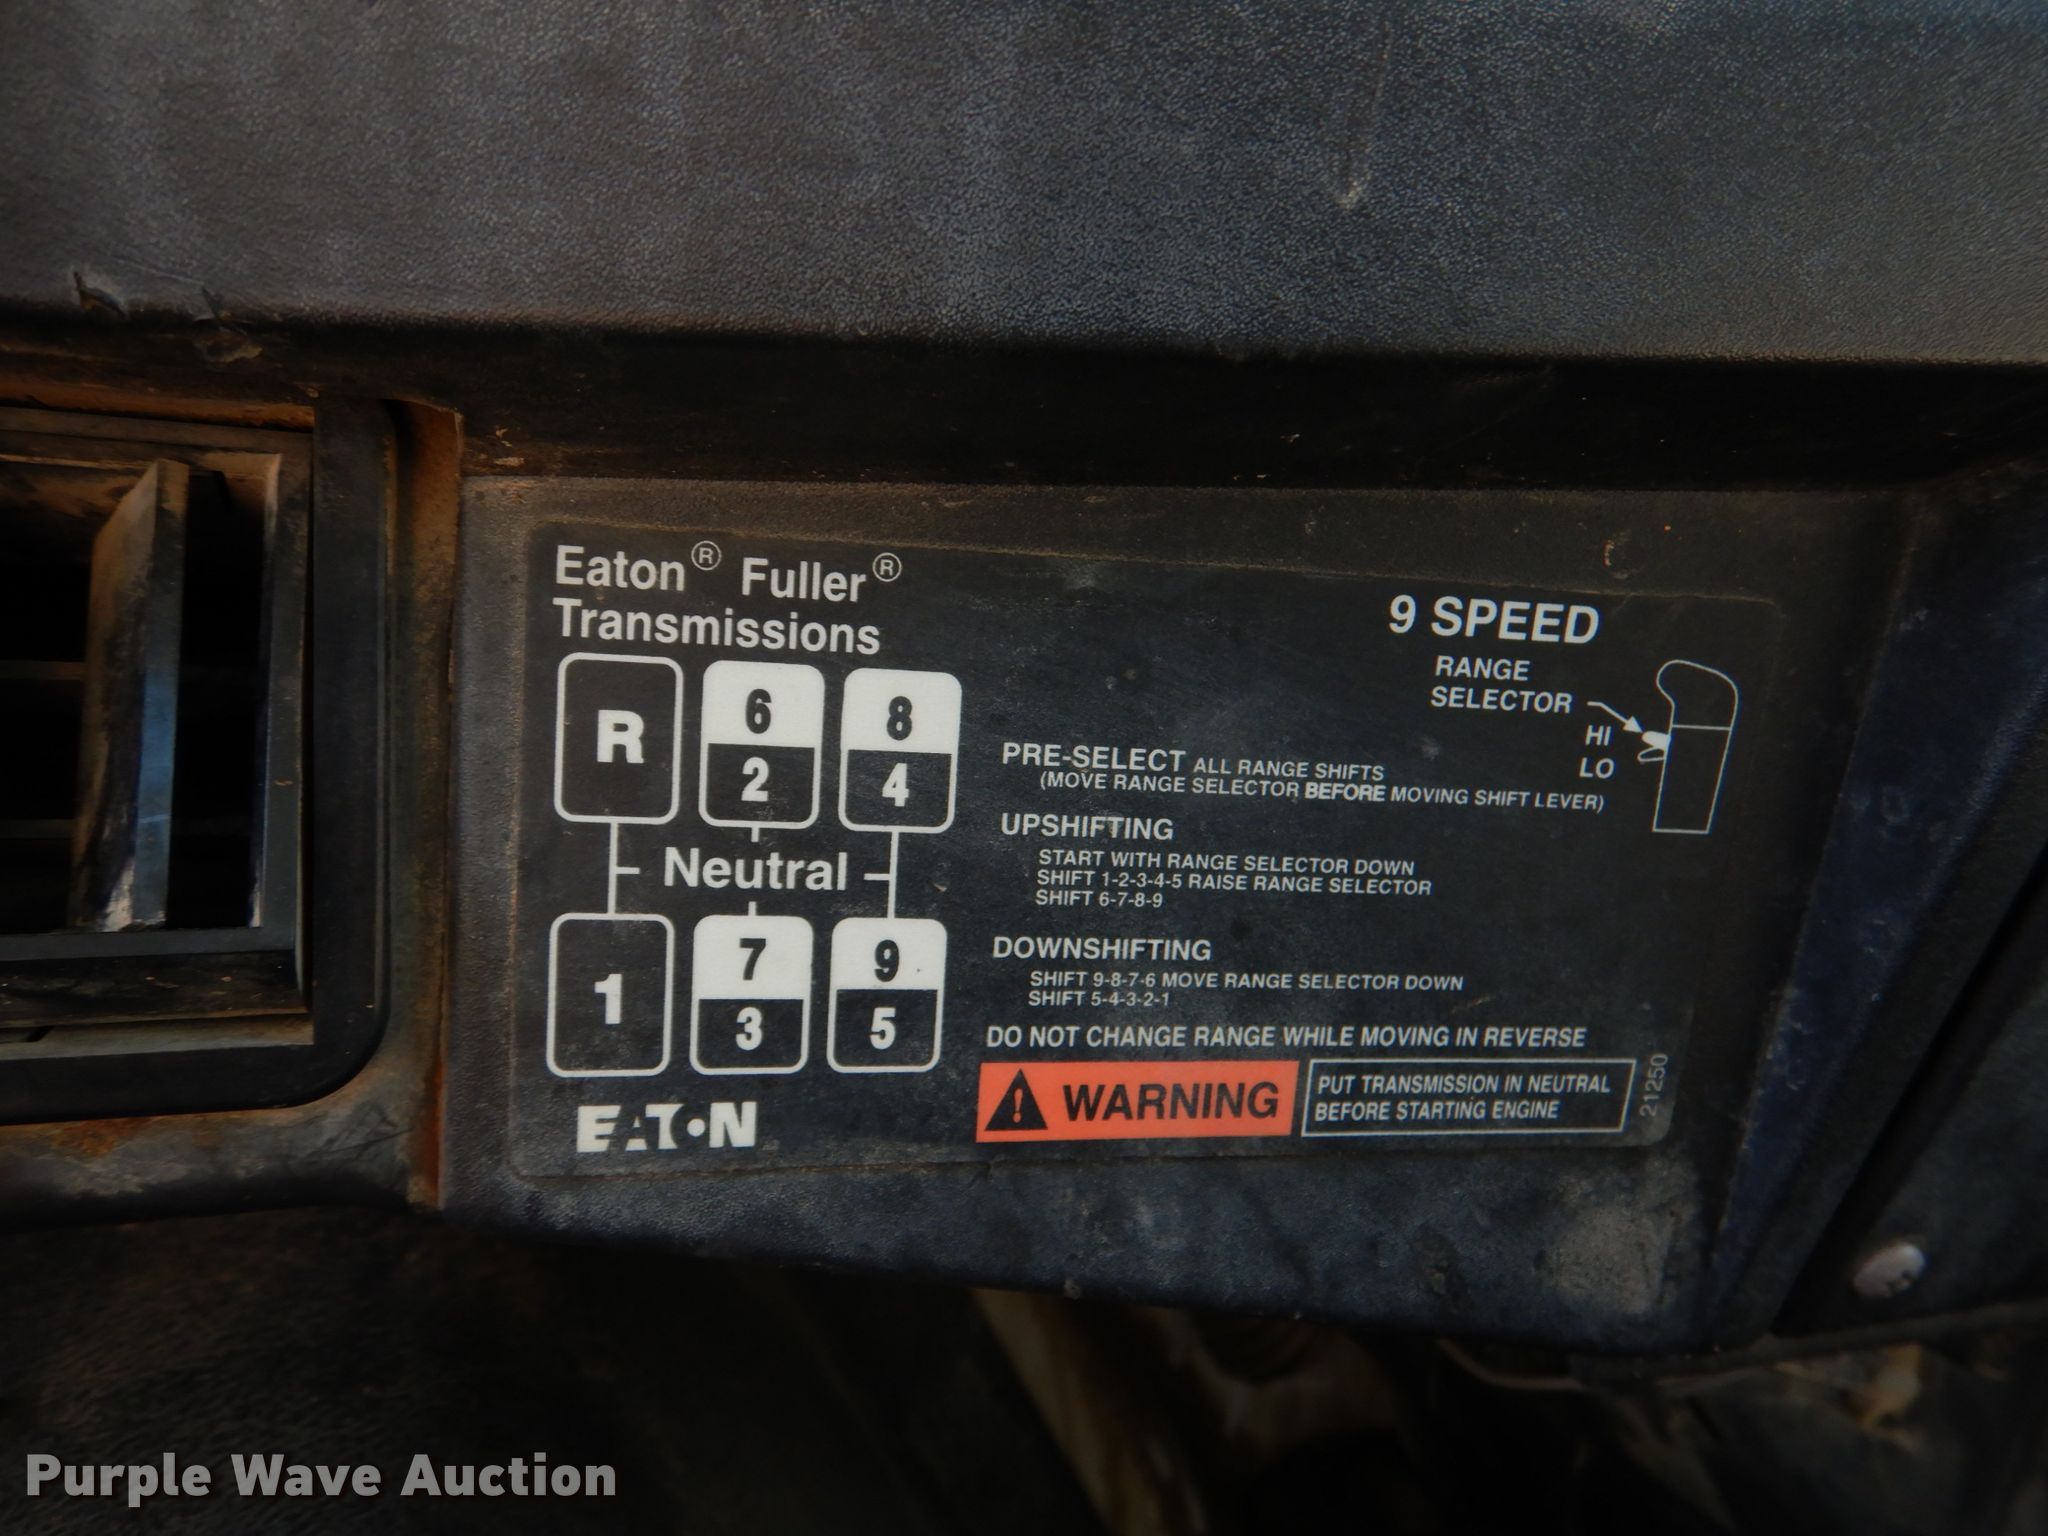 Eaton® Fuller®
Transmissions
R 6 8
2 4
Neutral
1 7 9
3 5
EATON
9 SPEED
RANGE
SELECTOR
HI
LO
PRE-SELECT ALL RANGE SHIFTS
(MOVE RANGE SELECTOR BEFORE MOVING SHIFT LEVER)
UPSHIFTING
START WITH RANGE SELECTOR DOWN
SHIFT 1-2-3-4-5 RAISE RANGE SELECTOR
SHIFT 6-7-8-9
DOWNSHIFTING
SHIFT 9-8-7-6 MOVE RANGE SELECTOR DOWN
SHIFT 5-4-3-2-1
DO NOT CHANGE RANGE WHILE MOVING IN REVERSE
WARNING
PUT TRANSMISSION IN NEUTRAL
BEFORE STARTING ENGINE
21250
Purple Wave Auction